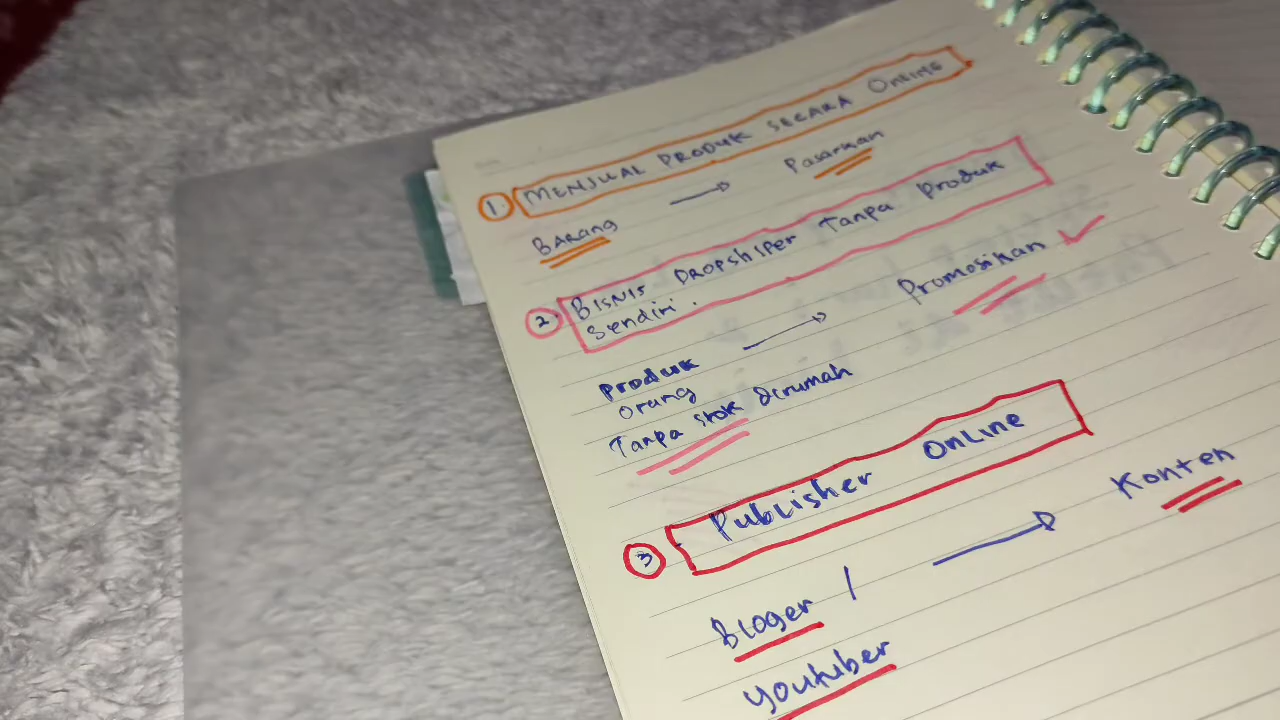 1. MENJUAL PRODUK SECARA ONLINE
BARang → Pasarkan
2. BISNIS DROPSHIPER Tanpa Produk
Sendiri.
Produk → Promosikan ✓
Orang
Tanpa Stok Dirumah
3 Publisher OnLine
Bloger / → Konten
Youtuber